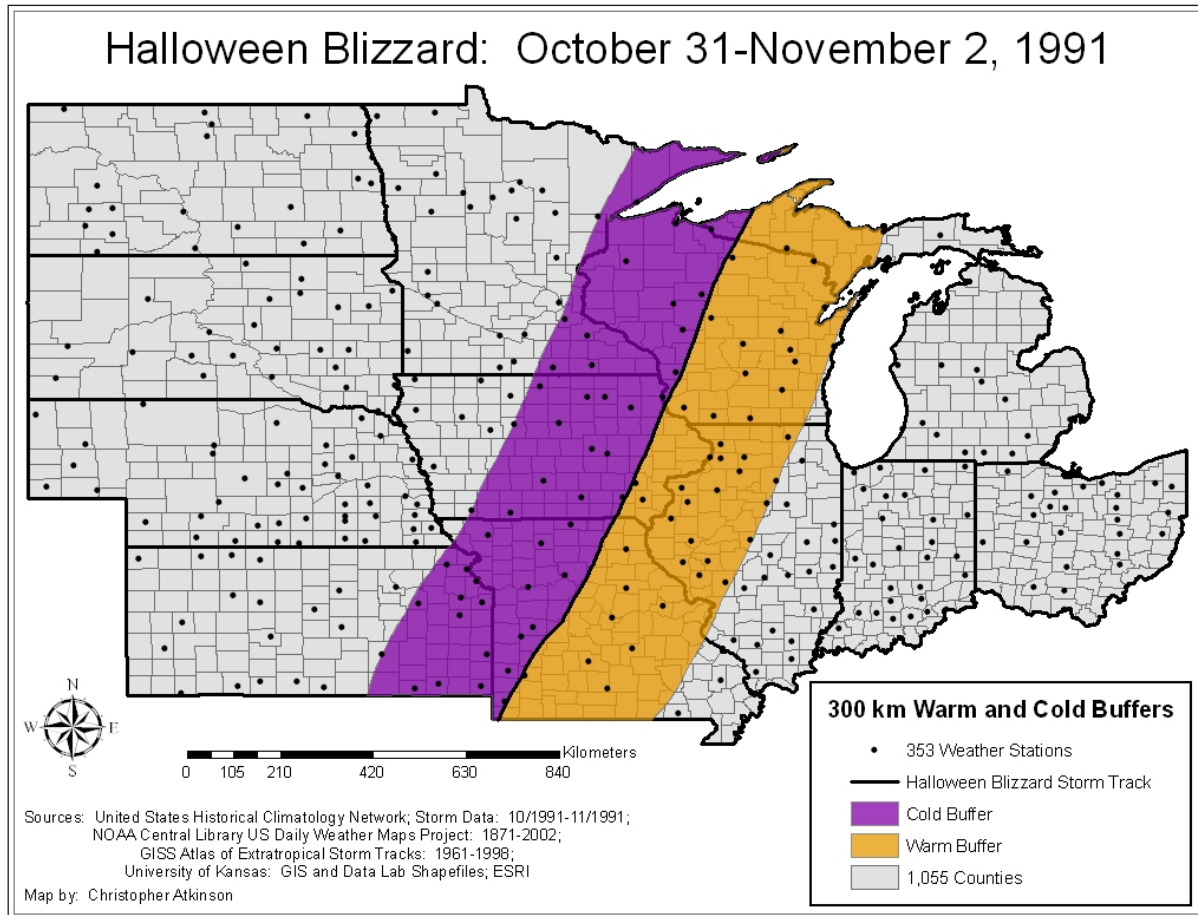 Halloween Blizzard: October 31-November 2, 1991
N
W E
S
Kilometers
0 105 210 420 630 840
Sources: United States Historical Climatology Network; Storm Data: 10/1991-11/1991;
NOAA Central Library US Daily Weather Maps Project: 1871-2002;
GISS Atlas of Extratropical Storm Tracks: 1961-1998;
University of Kansas: GIS and Data Lab Shapefiles; ESRI
Map by: Christopher Atkinson
300 km Warm and Cold Buffers
353 Weather Stations
Halloween Blizzard Storm Track
Cold Buffer
Warm Buffer
1,055 Counties